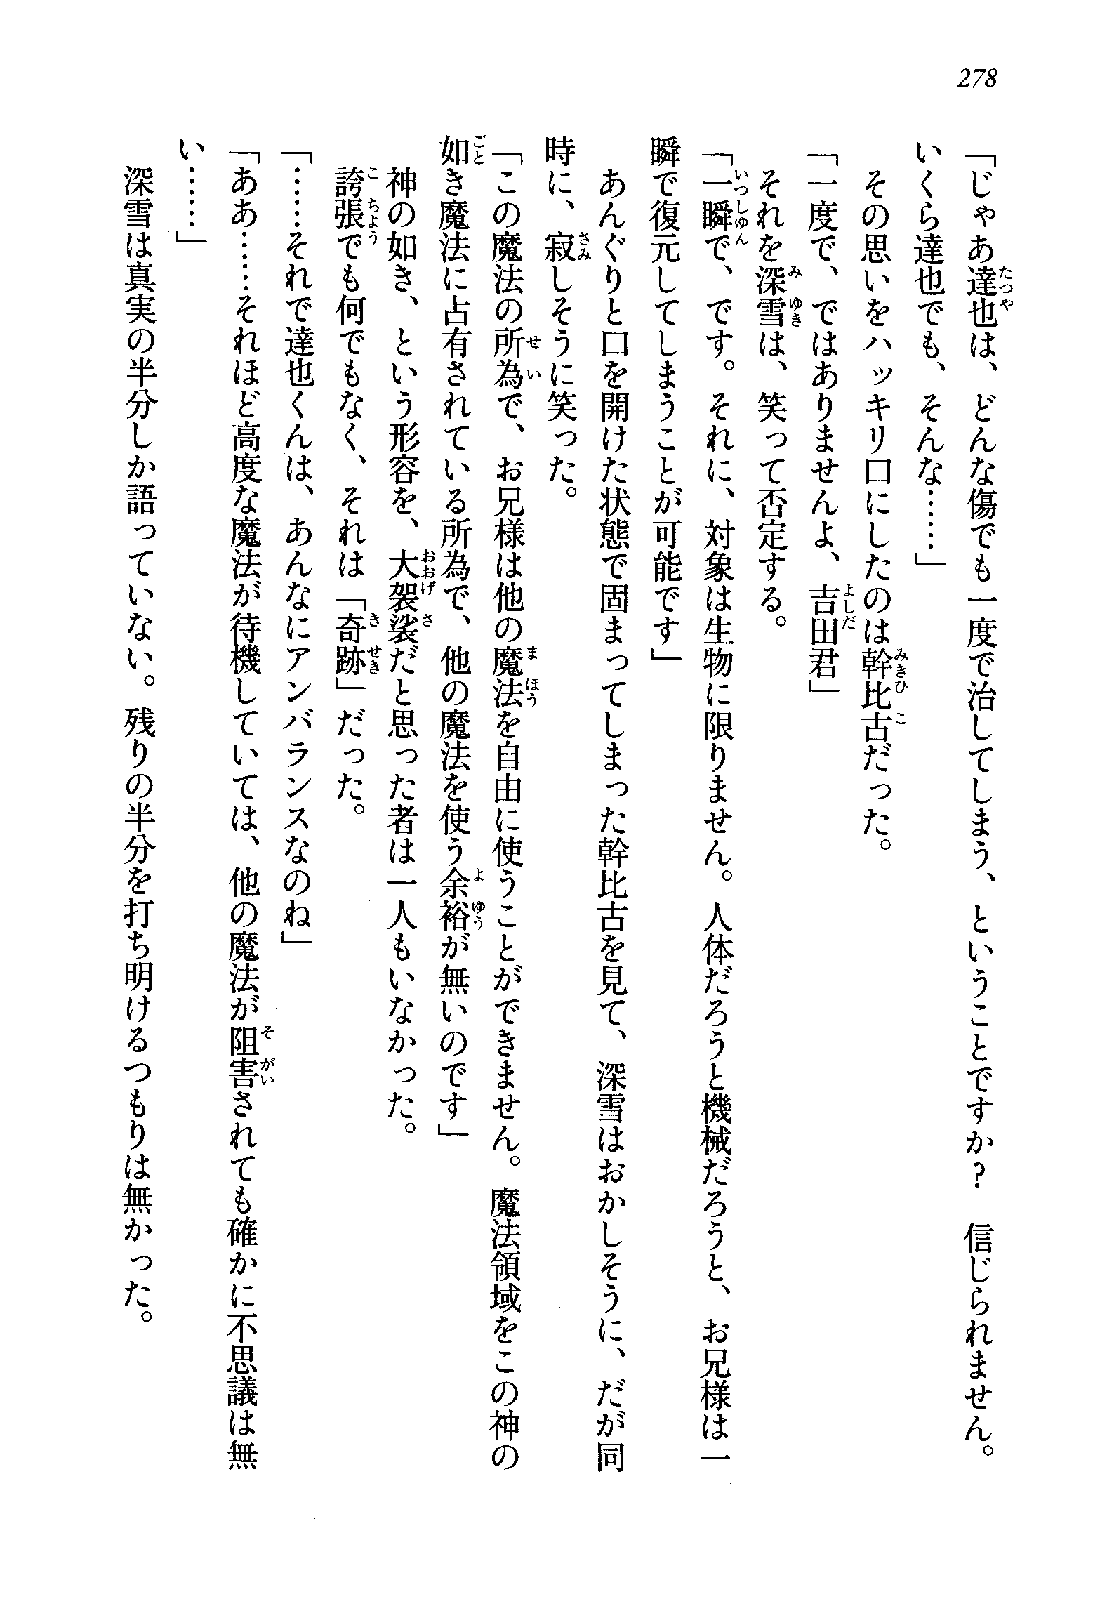 278
「じゃあ達也は、どんな傷でも一度で治してしまう、ということですか？　信じられません。
いくら達也でも、そんな……」
　その思いをハッキリ口にしたのは幹比古だった。
「一度で、ではありませんよ、吉田君」
　それを深雪は、笑って否定する。
「一瞬で、です。それに、対象は生物に限りません。人体だろうと機械だろうと、お兄様は一
瞬で復元してしまうことが可能です」
　あんぐりと口を開けた状態で固まってしまった幹比古を見て、深雪はおかしそうに、だが同
時に、寂しそうに笑った。
「この魔法の所為で、お兄様は他の魔法を自由に使うことができません。魔法領域をこの神の
如き魔法に占有されている所為で、他の魔法を使う余裕が無いのです」
　神の如き、という形容を、大袈裟だと思った者は一人もいなかった。
　誇張でも何でもなく、それは「奇跡」だった。
「……それで達也くんは、あんなにアンバランスなのね」
「ああ……それほど高度な魔法が待機していては、他の魔法が阻害されても確かに不思議は無
い……」
　深雪は真実の半分しか語っていない。残りの半分を打ち明けるつもりは無かった。